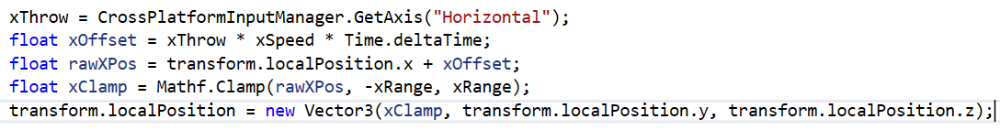 xThrow = CrossPlatformInputManager.GetAxis("Horizontal");
float xOffset = xThrow * xSpeed * Time.deltaTime;
float rawXPos = transform.localPosition.x + xOffset;
float xClamp = Mathf.Clamp(rawXPos, -xRange, xRange);
transform.localPosition = new Vector3(xClamp, transform.localPosition.y, transform.localPosition.z);